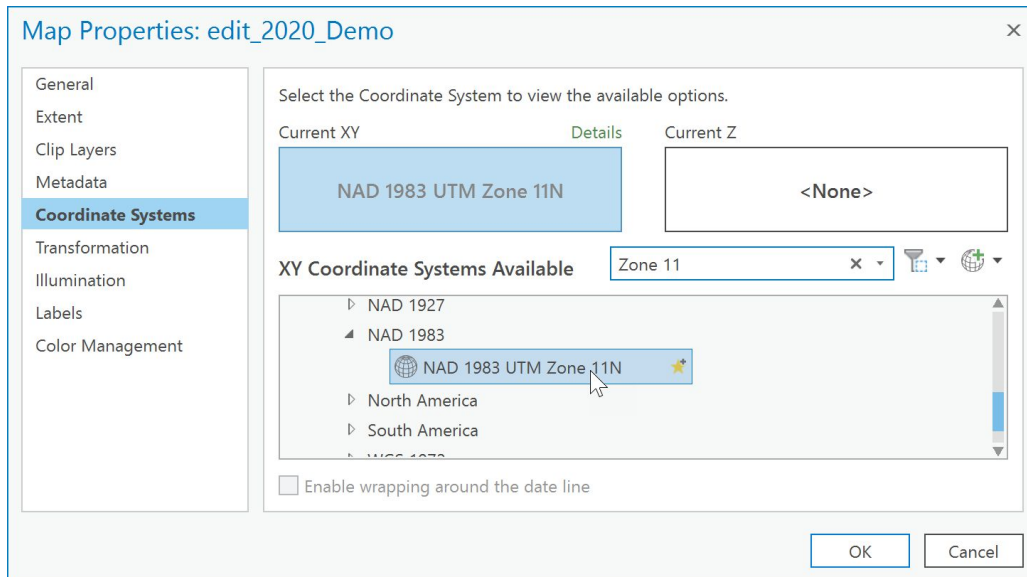 Map Properties: edit_2020_Demo
General
Extent
Clip Layers
Metadata
Coordinate Systems
Transformation
Illumination
Labels
Color Management
Select the Coordinate System to view the available options.
Current XY Details Current Z
NAD 1983 UTM Zone 11N <None>
XY Coordinate Systems Available Zone 11
NAD 1927
NAD 1983
NAD 1983 UTM Zone 11N
North America
South America
Enable wrapping around the date line
OK Cancel